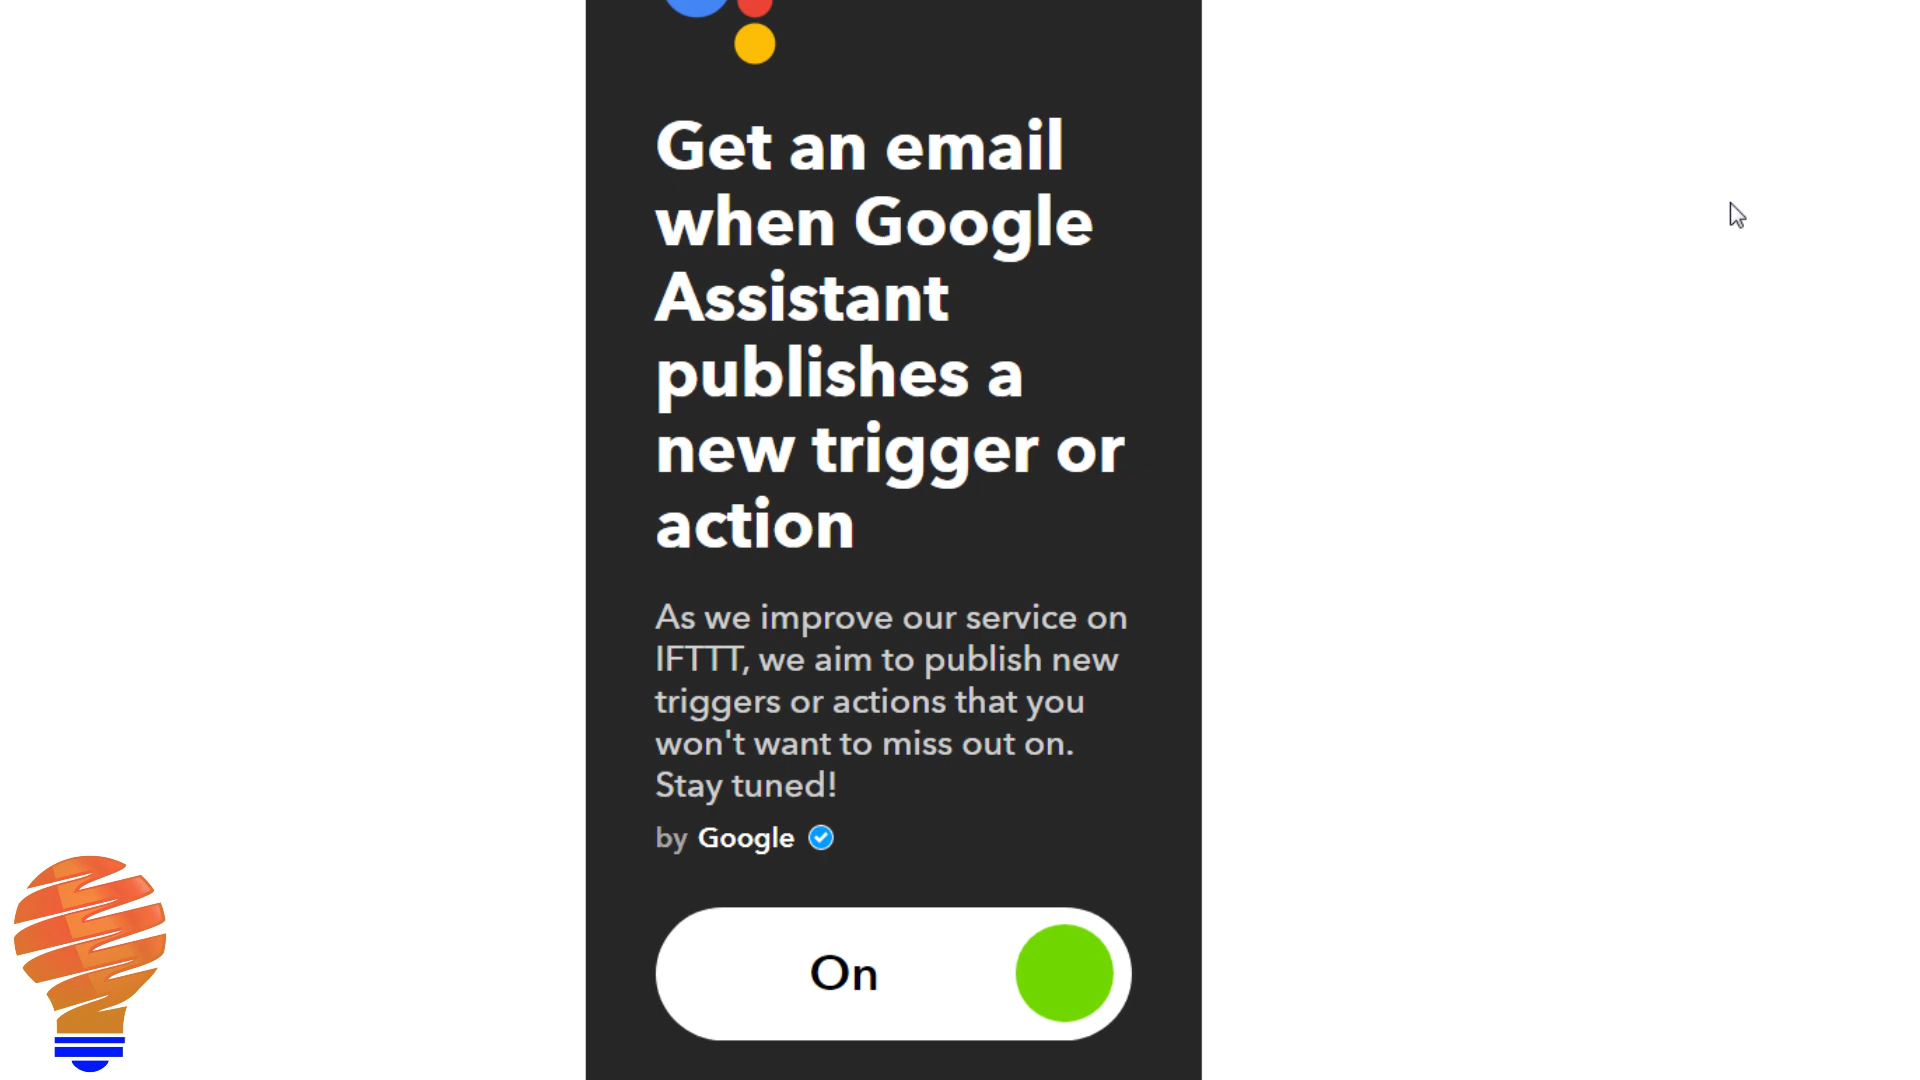 Get an email
when Google
Assistant
publishes a
new trigger or
action
As we improve our service on
IFTTT, we aim to publish new
triggers or actions that you
won't want to miss out on.
Stay tuned!
by Google
On